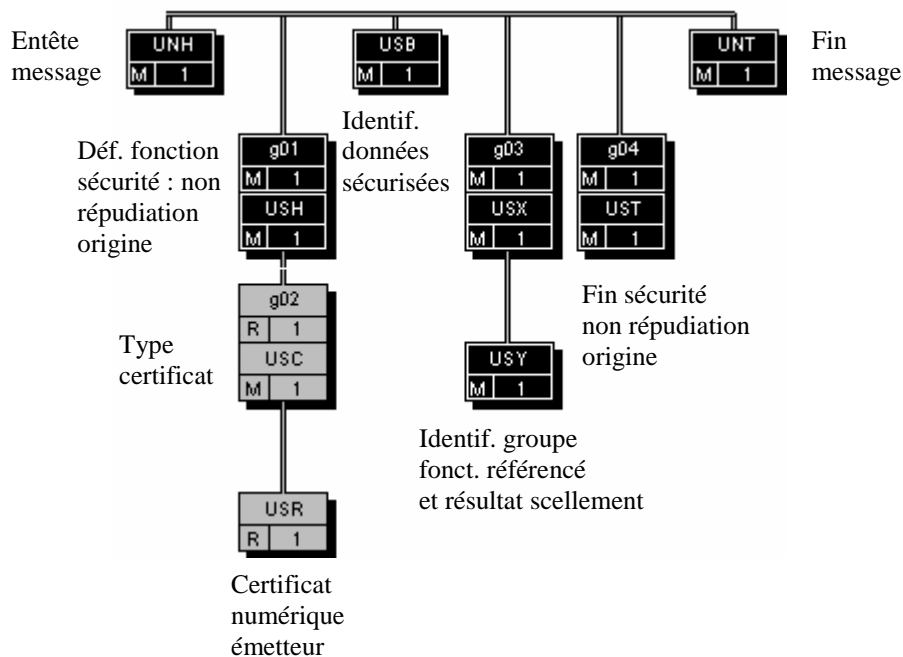 Entête
message
UNH
M 1
USB
M 1
UNT
M 1
Fin
message
Déf. fonction
sécurité : non
répudiation
origine
g01
M 1
USH
M 1
Identif.
données
sécurisées
g03
M 1
USX
M 1
g04
M 1
UST
M 1
Type
certificat
g02
R 1
USC
M 1
Fin sécurité
non répudiation
origine
USY
M 1
Identif. groupe
fonct. référencé
et résultat scellement
USR
R 1
Certificat
numérique
émetteur